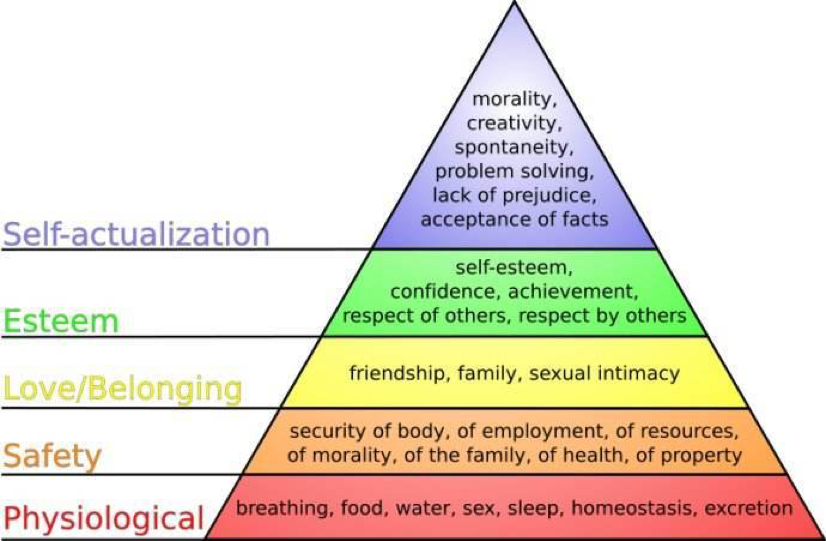 morality,
creativity,
spontaneity,
problem solving,
lack of prejudice,
acceptance of facts
Self-actualization
self-esteem,
confidence, achievement,
respect of others, respect by others
Esteem
friendship, family, sexual intimacy
Love/Belonging
security of body, of employment, of resources,
of morality, of the family, of health, of property
Safety
breathing, food, water, sex, sleep, homeostasis, excretion
Physiological